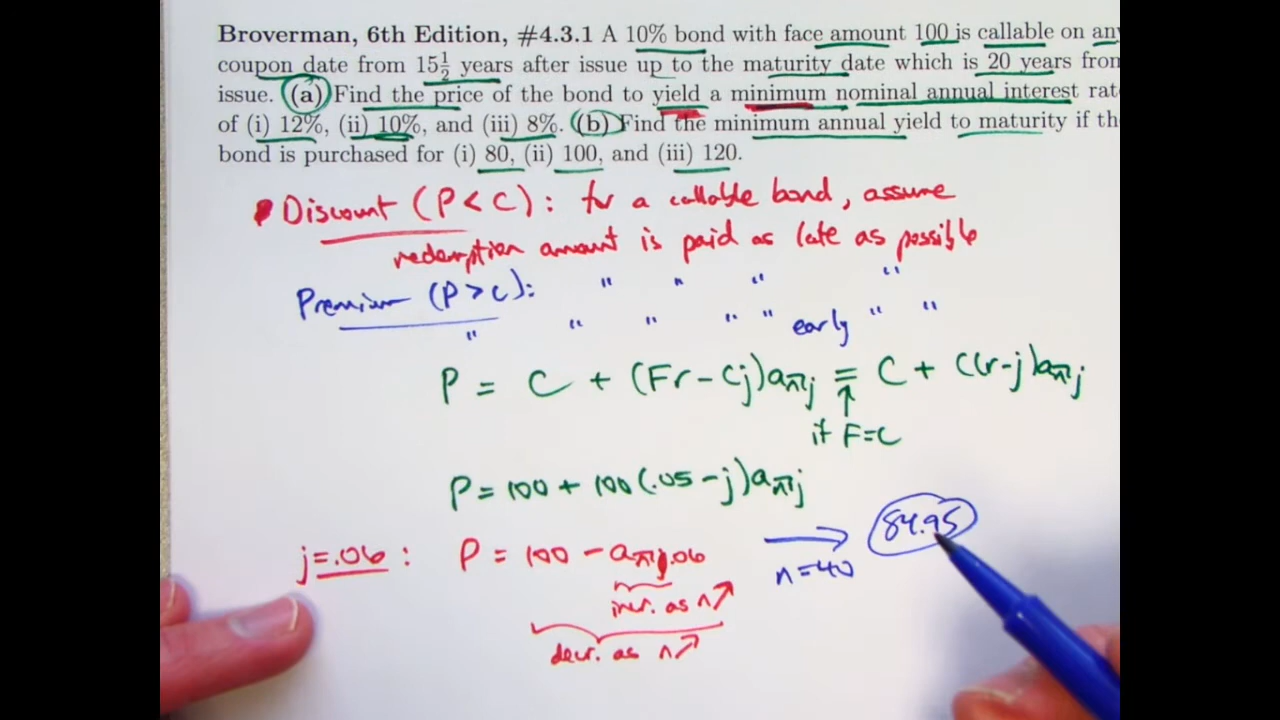 Broverman, 6th Edition, #4.3.1 A 10% bond with face amount 100 is callable on any
coupon date from 15½ years after issue up to the maturity date which is 20 years from
issue. (a) Find the price of the bond to yield a minimum nominal annual interest rat
of (i) 12%, (ii) 10%, and (iii) 8%. (b) Find the minimum annual yield to maturity if th
bond is purchased for (i) 80, (ii) 100, and (iii) 120.
Discount (P < C): for a callable bond, assume
redemption amount is paid as late as possible
Premium (P > C): " " " "
" " " " " early " "
P = C + (Fr - Cj)a_n|j = C + C(r-j)a_n|j
↑
if F=C
P = 100 + 100(.05 - j)a_n|j
j=.06: P = 100 - a_n|.06 → n=40 84.95
incr. as n↗
decr. as n↗